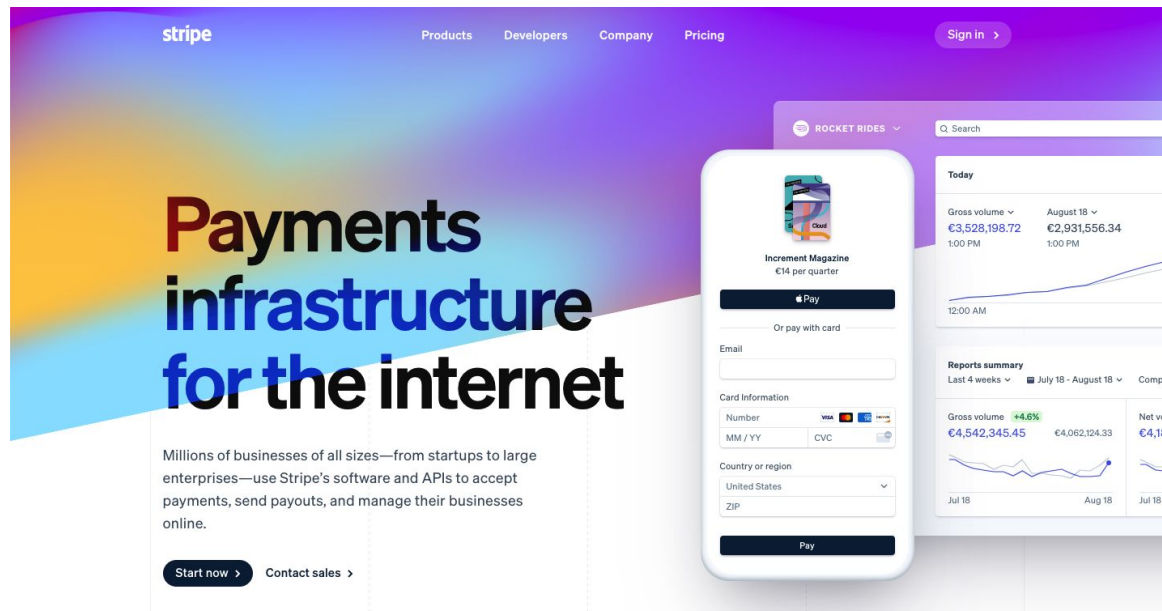 stripe
Products Developers Company Pricing
Sign in >
Payments
infrastructure
for the internet
Millions of businesses of all sizes—from startups to large
enterprises—use Stripe’s software and APIs to accept
payments, send payouts, and manage their businesses
online.
Start now > Contact sales >
Increment Magazine
€14 per quarter
Pay
Or pay with card
Email
Card Information
Number VISA
MM / YY CVC
Country or region
United States
ZIP
Pay
ROCKET RIDES
Search
Today
Gross volume August 18
€3,528,198.72 €2,931,556.34
1:00 PM 1:00 PM
12:00 AM
Reports summary
Last 4 weeks July 18 - August 18 Comp
Gross volume +4.6% Net v
€4,542,345.45 €4,062,124.33 €4,1
Jul 18 Aug 18 Jul 18
Cloud